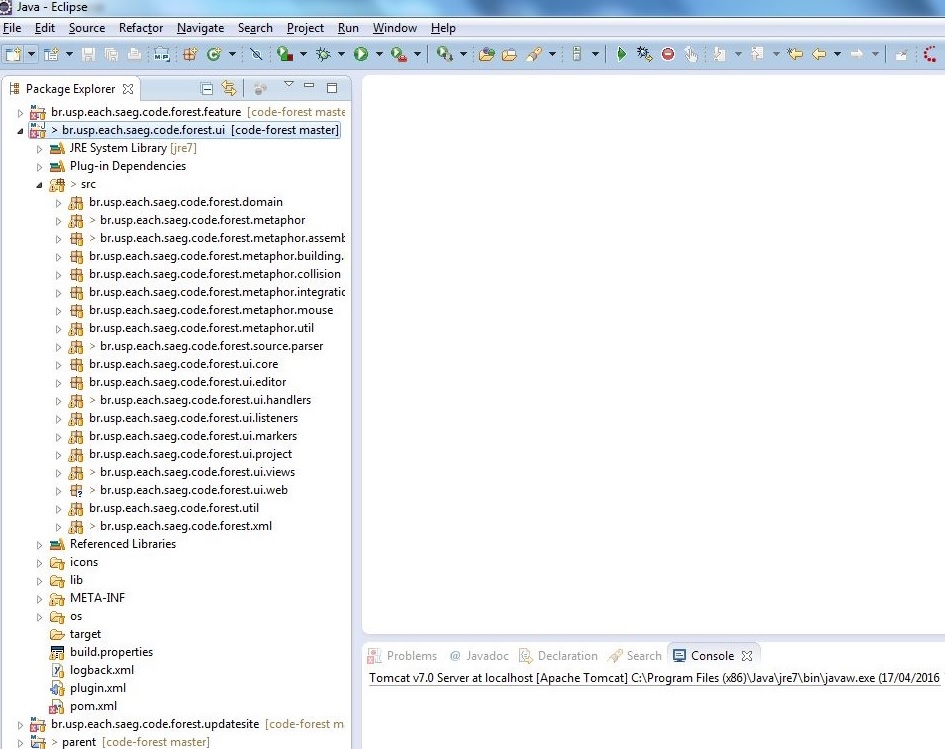 Java - Eclipse
File Edit Source Refactor Navigate Search Project Run Window Help
Package Explorer
br.usp.each.saeg.code.forest.feature [code-forest maste
> br.usp.each.saeg.code.forest.ui [code-forest master]
JRE System Library [jre7]
Plug-in Dependencies
> src
br.usp.each.saeg.code.forest.domain
> br.usp.each.saeg.code.forest.metaphor
> br.usp.each.saeg.code.forest.metaphor.assemb
br.usp.each.saeg.code.forest.metaphor.building.
br.usp.each.saeg.code.forest.metaphor.collision
br.usp.each.saeg.code.forest.metaphor.integratic
br.usp.each.saeg.code.forest.metaphor.mouse
br.usp.each.saeg.code.forest.metaphor.util
> br.usp.each.saeg.code.forest.source.parser
br.usp.each.saeg.code.forest.ui.core
br.usp.each.saeg.code.forest.ui.editor
> br.usp.each.saeg.code.forest.ui.handlers
br.usp.each.saeg.code.forest.ui.listeners
br.usp.each.saeg.code.forest.ui.markers
br.usp.each.saeg.code.forest.ui.project
> br.usp.each.saeg.code.forest.ui.views
> br.usp.each.saeg.code.forest.ui.web
br.usp.each.saeg.code.forest.util
> br.usp.each.saeg.code.forest.xml
Referenced Libraries
icons
lib
META-INF
os
target
build.properties
logback.xml
plugin.xml
pom.xml
br.usp.each.saeg.code.forest.updatesite [code-forest m
> parent [code-forest master]
Problems @ Javadoc Declaration Search Console
Tomcat v7.0 Server at localhost [Apache Tomcat] C:\Program Files (x86)\Java\jre7\bin\javaw.exe (17/04/2016